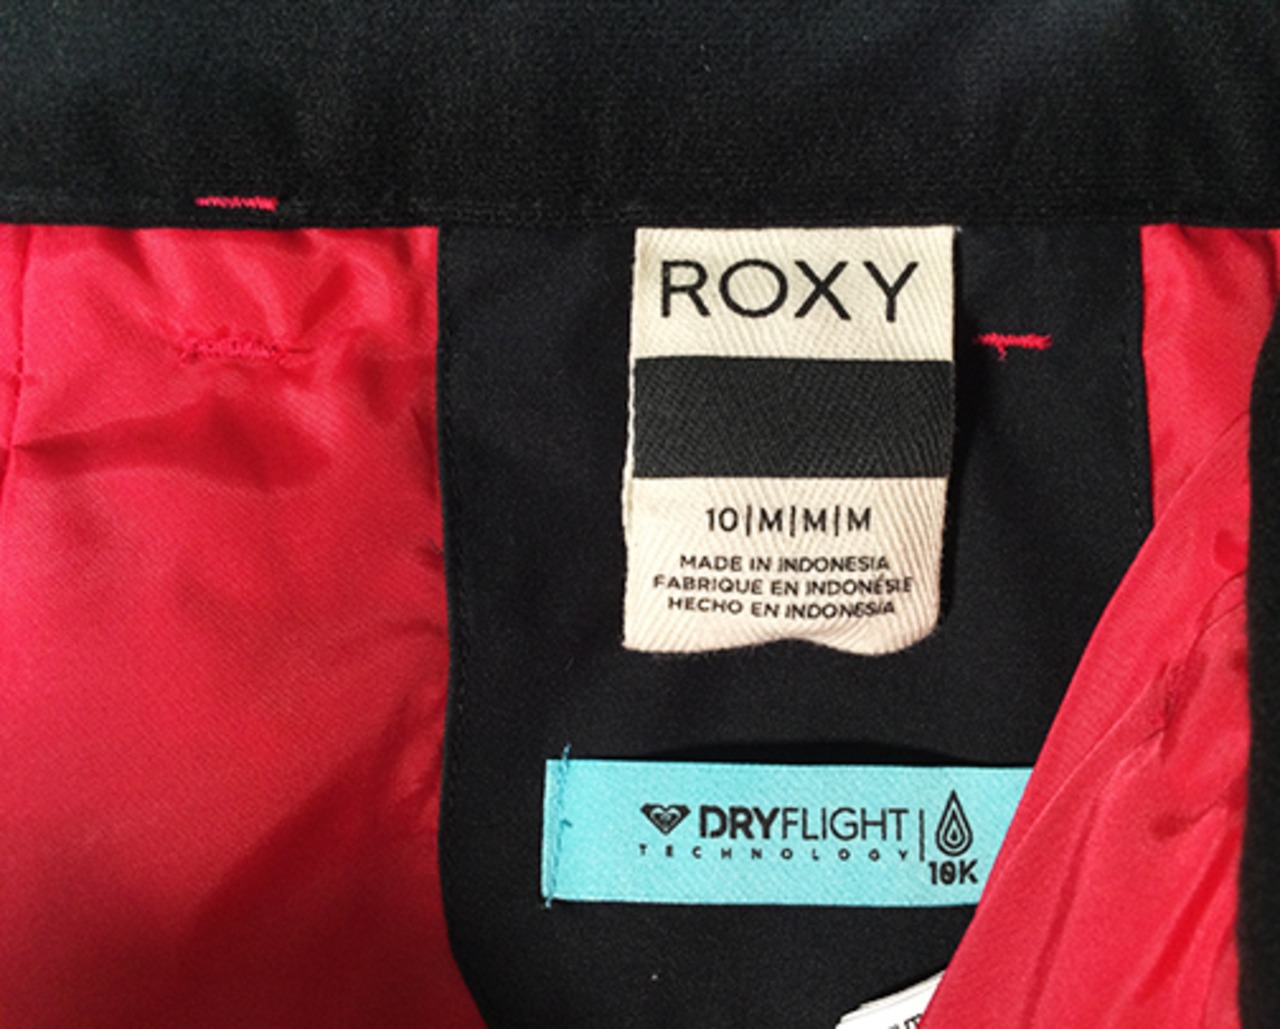 ROXY
10|M|M|M
MADE IN INDONESIA
FABRIQUE EN INDONÉSIE
HECHO EN INDONESIA
DRYFLIGHT
TECHNOLOGY
10K